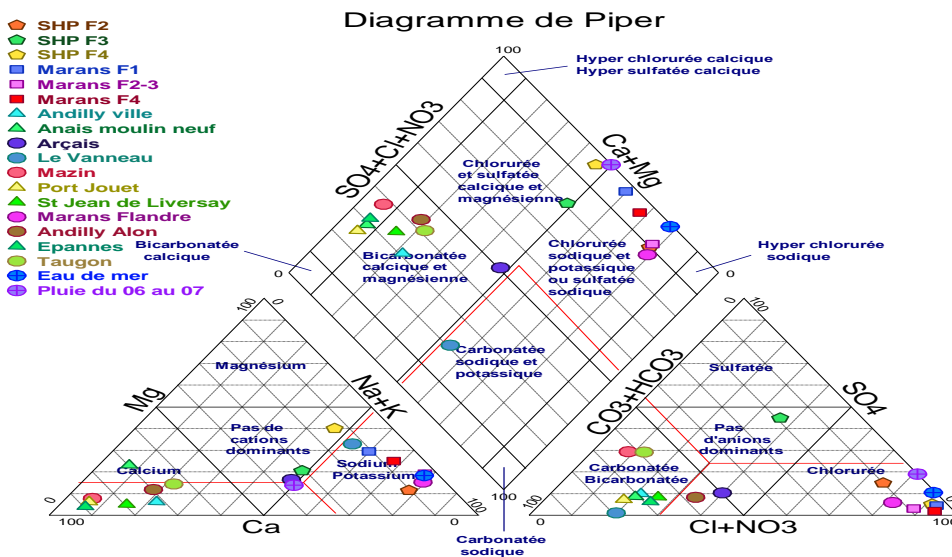 Diagramme de Piper
SHP F2
SHP F3
SHP F4
Marans F1
Marans F2-3
Marans F4
Andilly ville
Anais moulin neuf
Arçais
Le Vanneau
Mazin
Port Jouet
St Jean de Liversay
Marans Flandre
Andilly Alon
Epannes
Taugon
Eau de mer
Pluie du 06 au 07
100
Hyper chlorurée calcique
Hyper sulfatée calcique
SO4+Cl+NO3
Ca+Mg
Chlorurée
et sulfatée
calcique et
magnésienne
Bicarbonatée
calcique
Bicarbonatée
calcique et
magnésienne
Chlorurée
sodique et
potassique
ou sulfatée
sodique
Hyper chlorurée
sodique
0
0
Carbonatée
sodique et
potassique
100
0
0
100
Magnésium
Sulfatée
Mg
Na+K
CO3+HCO3
SO4
Pas de
cations
dominants
Pas
d'anions
dominants
Calcium
Sodium
Potassium
Carbonatée
Bicarbonatée
Chlorurée
100
0
100
100
100
0
100
Ca
Cl+NO3
Carbonatée
sodique